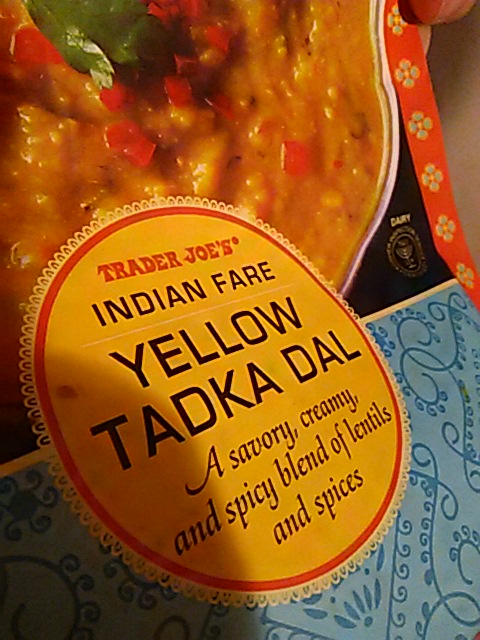 DAIRY
TRADER JOE'S®
INDIAN FARE
YELLOW
TADKA DAL
A savory, creamy,
and spicy blend of lentils
and spices